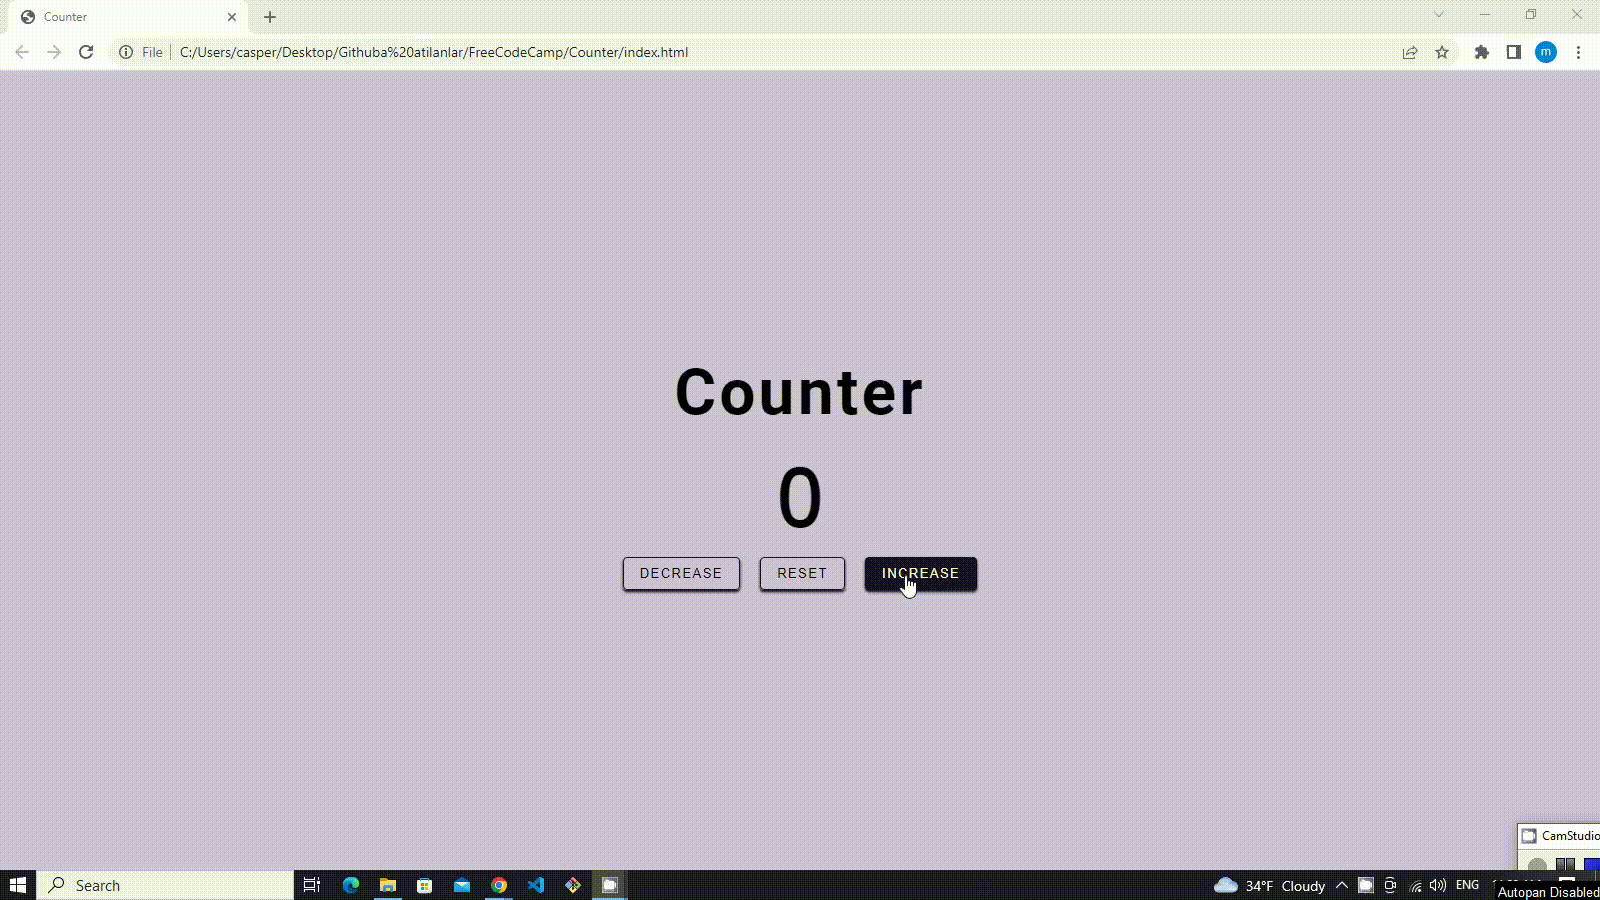 Counter
File
C:/Users/casper/Desktop/Githuba%20atilanlar/FreeCodeCamp/Counter/index.html
m
Counter
0
DECREASE
RESET
INCREASE
CamStudio
Search
34°F Cloudy
ENG
Autopan Disabled